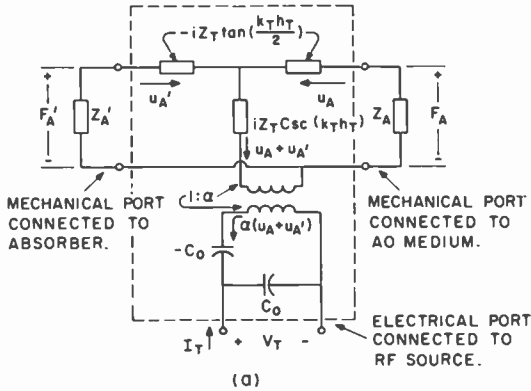 -iZ_T tan(k_T h_T / 2)
+ +
u_A' u_A
F_A' Z_A' iZ_T Csc (k_T h_T) Z_A F_A
u_A + u_A'
- -
1:α
MECHANICAL PORT
CONNECTED TO
ABSORBER.
MECHANICAL PORT
CONNECTED TO
AO MEDIUM.
α(u_A+u_A')
-C_0
C_0
I_T + V_T -
ELECTRICAL PORT
CONNECTED TO
RF SOURCE.
(a)